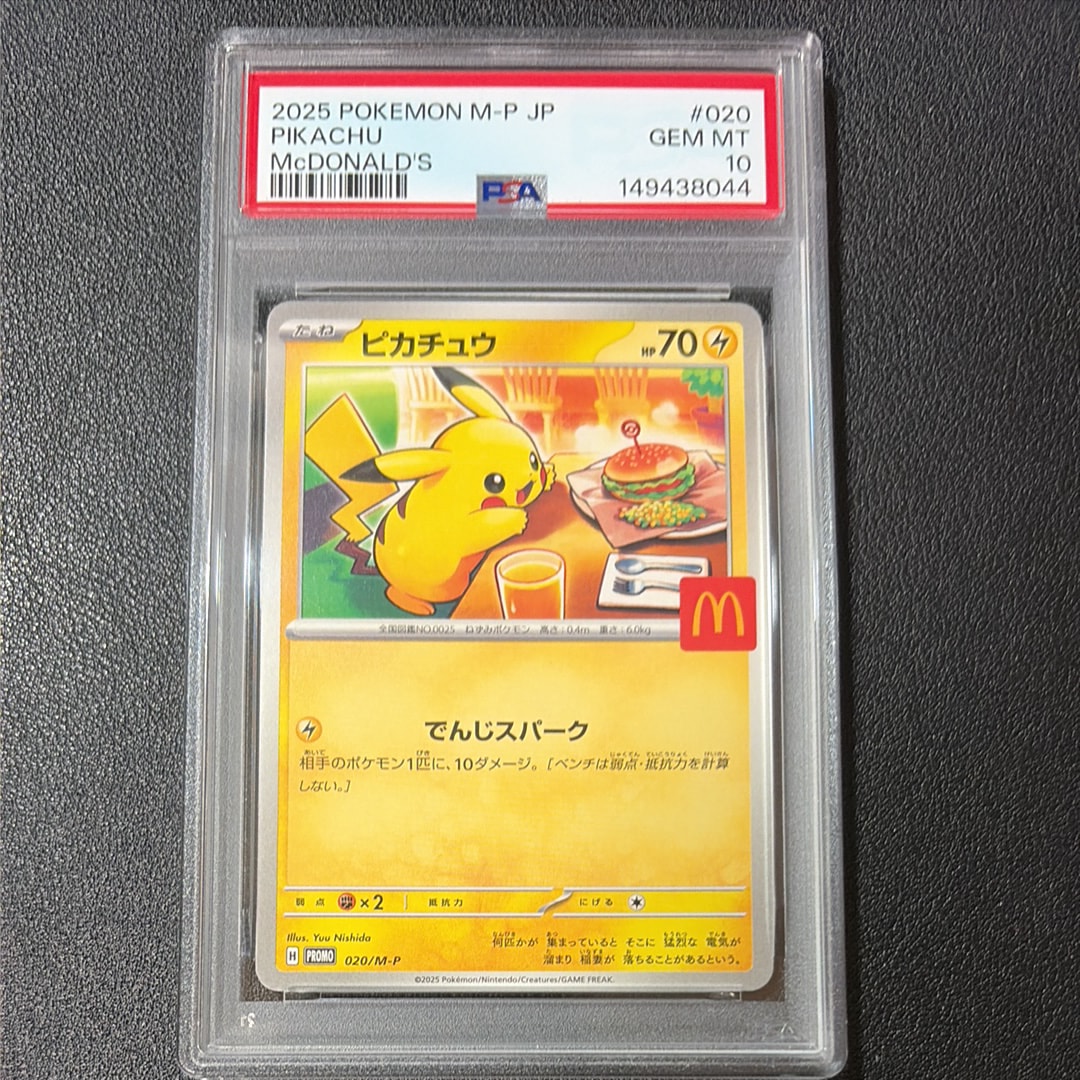 2025 POKEMON M-P JP #020
PIKACHU GEM MT
McDONALD'S 10
PSA 149438044
たね ピカチュウ HP 70
全国図鑑NO.0025 ねずみポケモン 高さ:0.4m 重さ:6.0kg
でんじスパーク
相手のポケモン1匹に、10ダメージ。[ベンチは弱点・抵抗力を計算
しない。]
弱点 ×2 抵抗力 にげる
Illus. Yuu Nishida
何匹かが 集まっていると そこに 猛烈な 電気が
溜まり 稲妻が 落ちることがあるという。
H PROMO 020/M-P
©2025 Pokémon/Nintendo/Creatures/GAME FREAK.